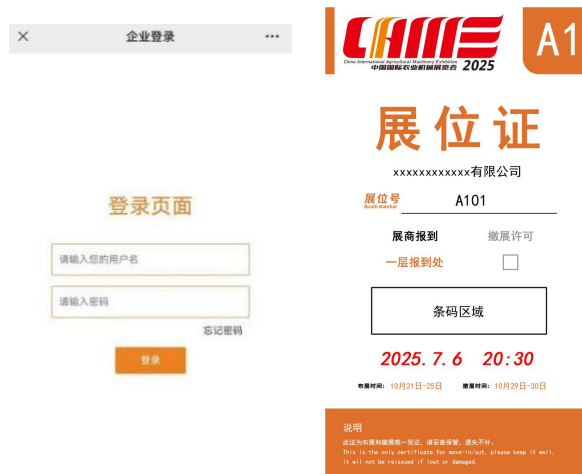 企业登录
登录页面
请输入您的用户名
请输入密码
忘记密码
登录
CAME
China International Agricultural Machinery Exhibition
中国国际农业机械展览会 2025
A1
展位证
xxxxxxxxxxxx有限公司
展位号 A101
Booth Number
展商报到 撤展许可
一层报到处
条码区域
2025. 7. 6 20:30
布展时间: 10月21日-25日 撤展时间: 10月29日-30日
说明
此证为布展和撤展唯一凭证, 请妥善保管, 遗失不补。
This is the only certificate for move-in/out, please keep it well,
it will not be reissued if lost or damaged.